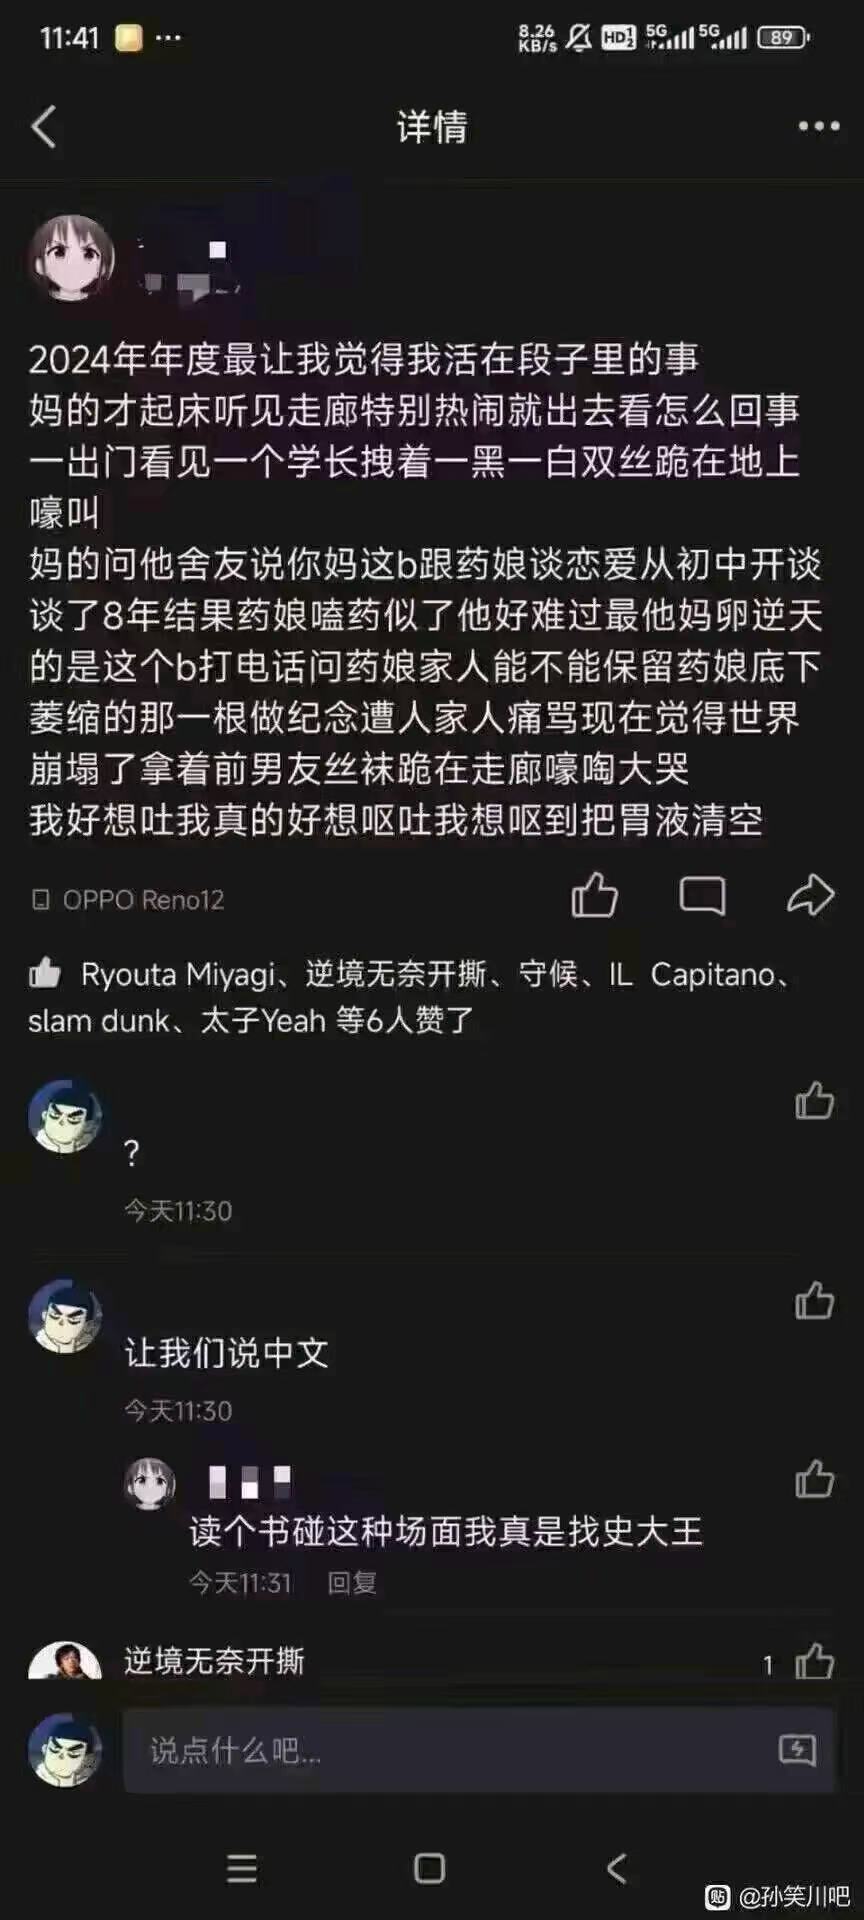 11:41
8.26 KB/s HD 1 2 5G 5G 89
详情
2024年年度最让我觉得我活在段子里的事
妈的才起床听见走廊特别热闹就出去看怎么回事
一出门看见一个学长拽着一黑一白双丝跪在地上
嚎叫
妈的问他舍友说你妈这b跟药娘谈恋爱从初中开谈
谈了8年结果药娘嗑药似了他好难过最他妈卵逆天
的是这个b打电话问药娘家人能不能保留药娘底下
萎缩的那一根做纪念遭人家人痛骂现在觉得世界
崩塌了拿着前男友丝袜跪在走廊嚎啕大哭
我好想吐我真的好想呕吐我想呕到把胃液清空
OPPO Reno12
Ryouta Miyagi、逆境无奈开撕、守候、IL Capitano、
slam dunk、太子Yeah 等6人赞了
?
今天11:30
让我们说中文
今天11:30
读个书碰这种场面我真是找史大王
今天11:31 回复
逆境无奈开撕
1
说点什么吧...
贴 @孙笑川吧